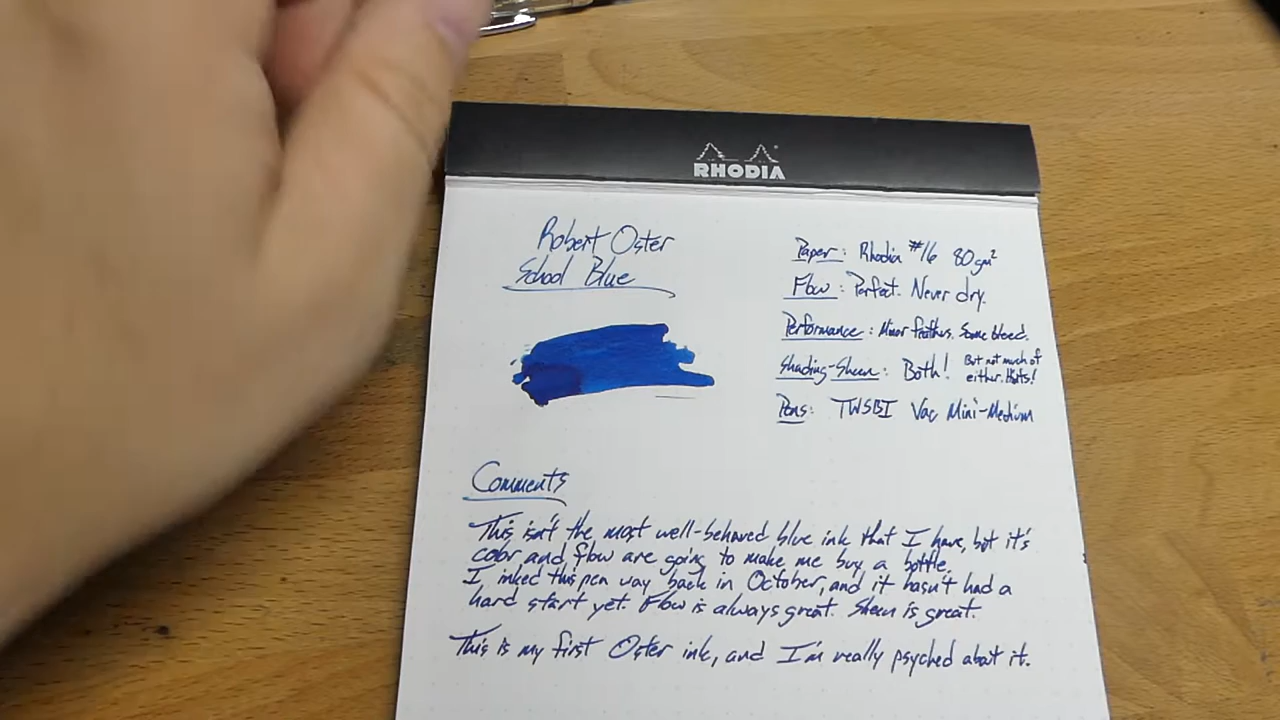 RHODIA
Robert Oster
School Blue
Paper: Rhodia #16 80gm²
Flow: Perfect. Never dry.
Performance: Minor feathers. Some bleed.
Shading-Sheen: Both! But not much of
either. Hints!
Pens: TWSBI Vac Mini-Medium
Comments
This isn't the most well-behaved blue ink that I have, but it's
color and flow are going to make me buy a bottle.
I inked this pen way back in October, and it hasn't had a
hard start yet. Flow is always great. Sheen is great.
This is my first Oster ink, and I'm really psyched about it.